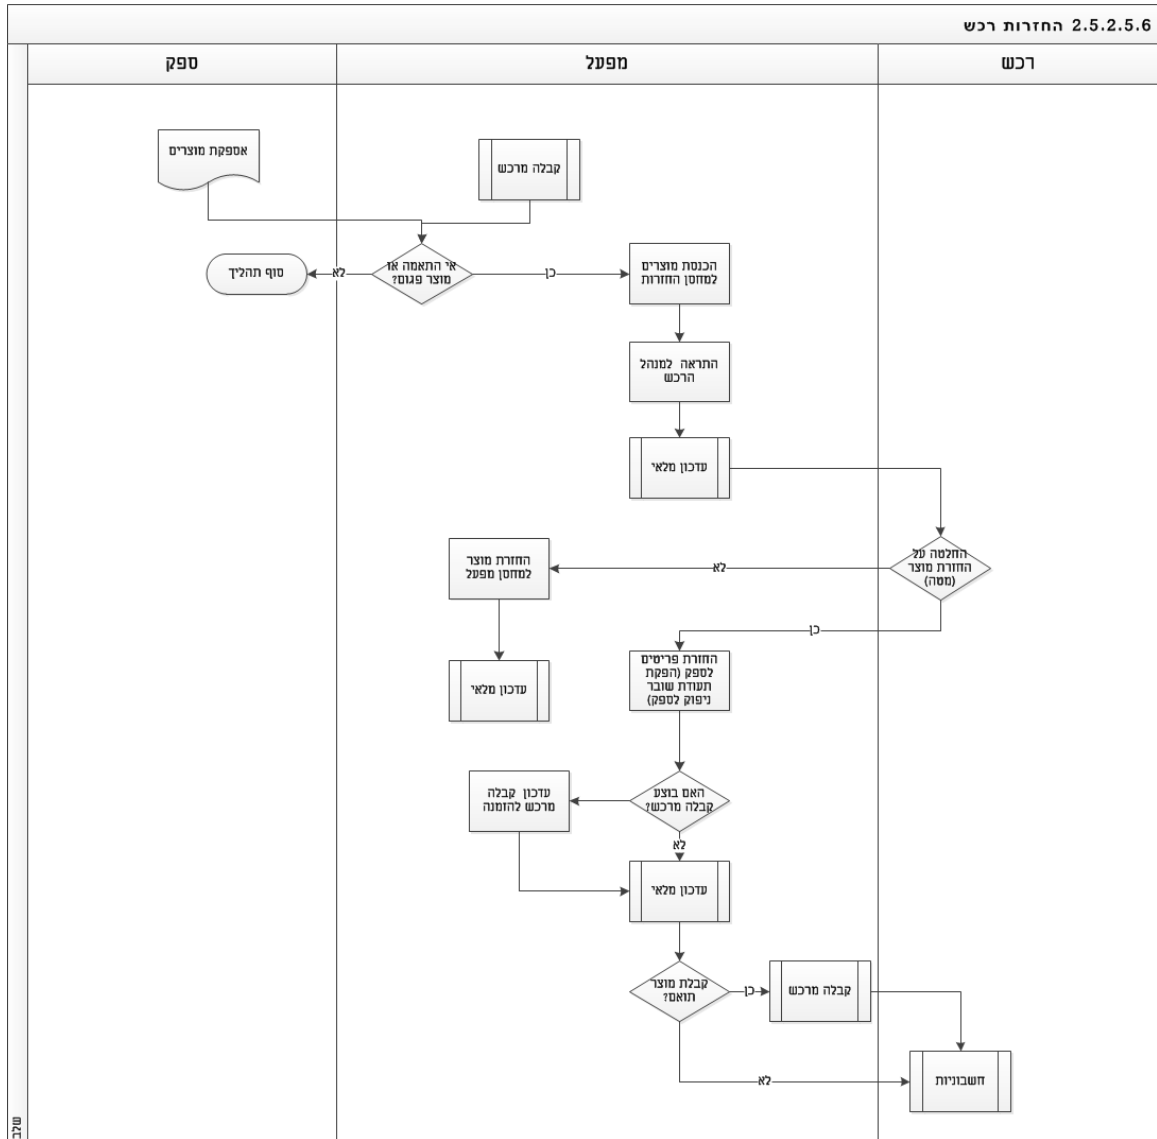 2.5.2.5.6 החזרות רכש
רכש
מפעל
ספק
קבלה מרכש
אספקת מוצרים
הכנסת מוצרים
למחסן החזרות
כן
אי התאמה או
מוצר פגום?
לא
סוף תהליך
התראה למנהל
הרכש
עדכון מלאי
החלטה על
החזרת מוצר
(מטה)
לא
החזרת מוצר
למחסן מפעל
כן
עדכון מלאי
החזרת פריטים
לספק (הפקת
תעודת שובר
ניפוק לספק)
האם בוצע
קבלה מרכש?
עדכון קבלה
מרכש להזמנה
לא
עדכון מלאי
קבלת מוצר
תואם?
כן
קבלה מרכש
לא
חשבוניות
שלב